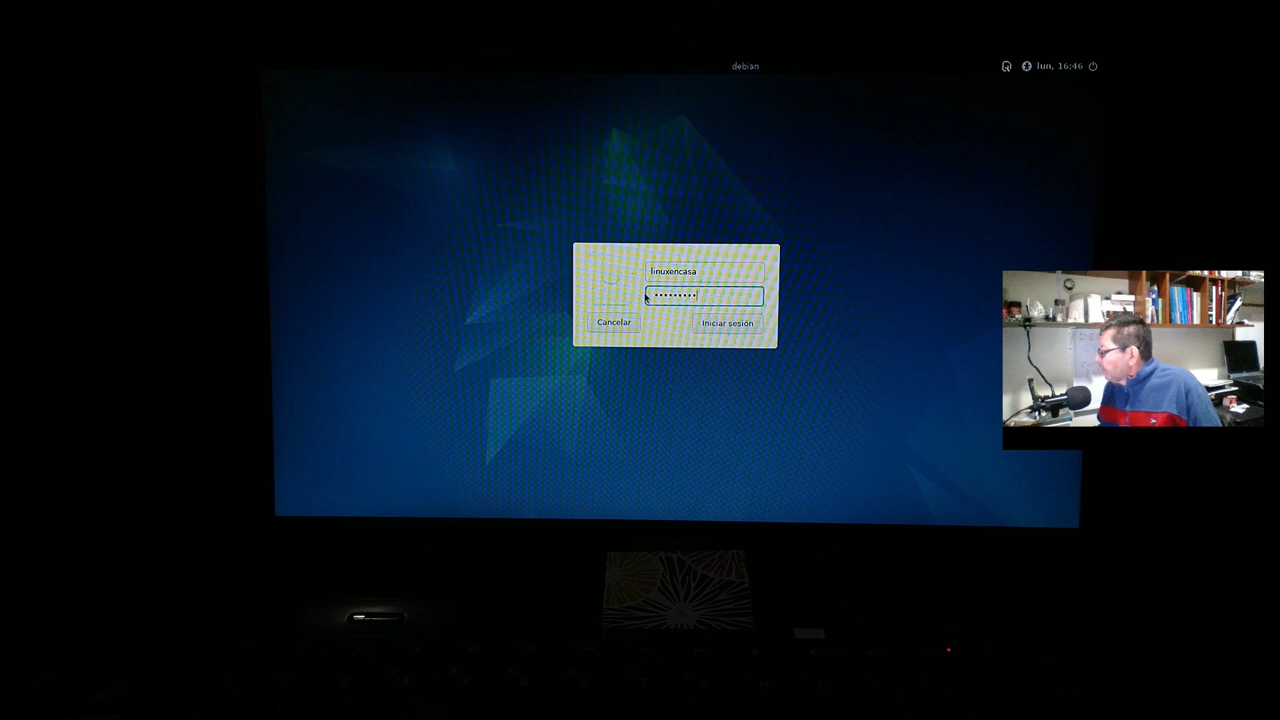 debian
lun, 16:46
linuxencasa
•••••••••
Cancelar
Iniciar sesión